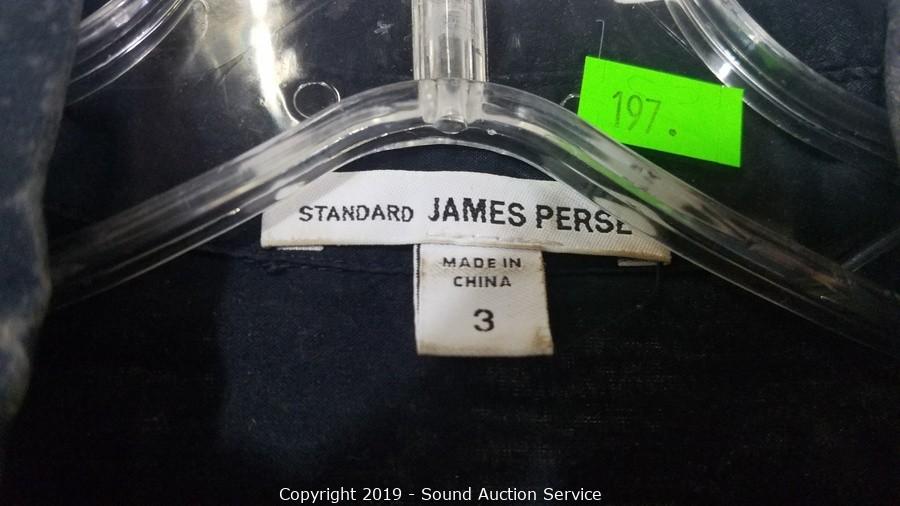 197.
STANDARD JAMES PERSE
MADE IN
CHINA
3
Copyright 2019 - Sound Auction Service